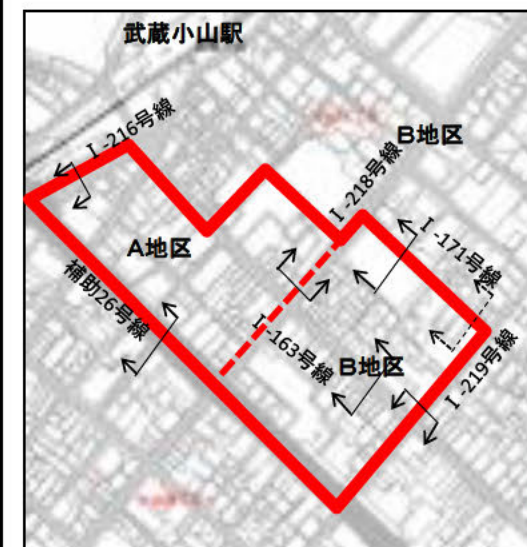 武蔵小山駅
Ⅰ-216号線
B地区
Ⅰ-218号線
A地区
Ⅰ-171号線
補助26号線
Ⅰ-163号線
B地区
Ⅰ-219号線